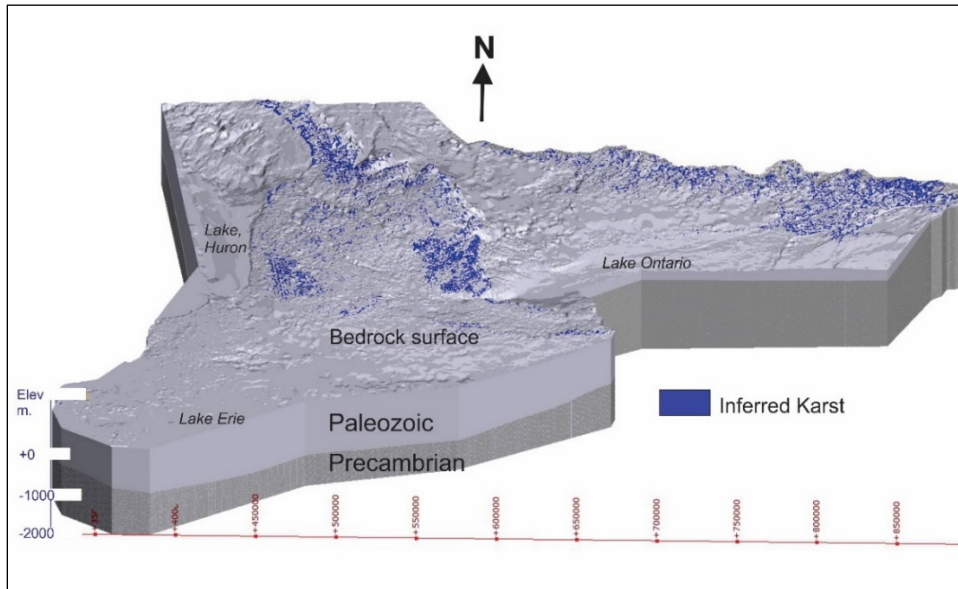 N
Lake,
Huron
Lake Ontario
Bedrock surface
Elev
m.
Lake Erie
Paleozoic
Inferred Karst
+0
Precambrian
-1000
-2000
+450000
+500000
+550000
+600000
+650000
+700000
+750000
+800000
+850000